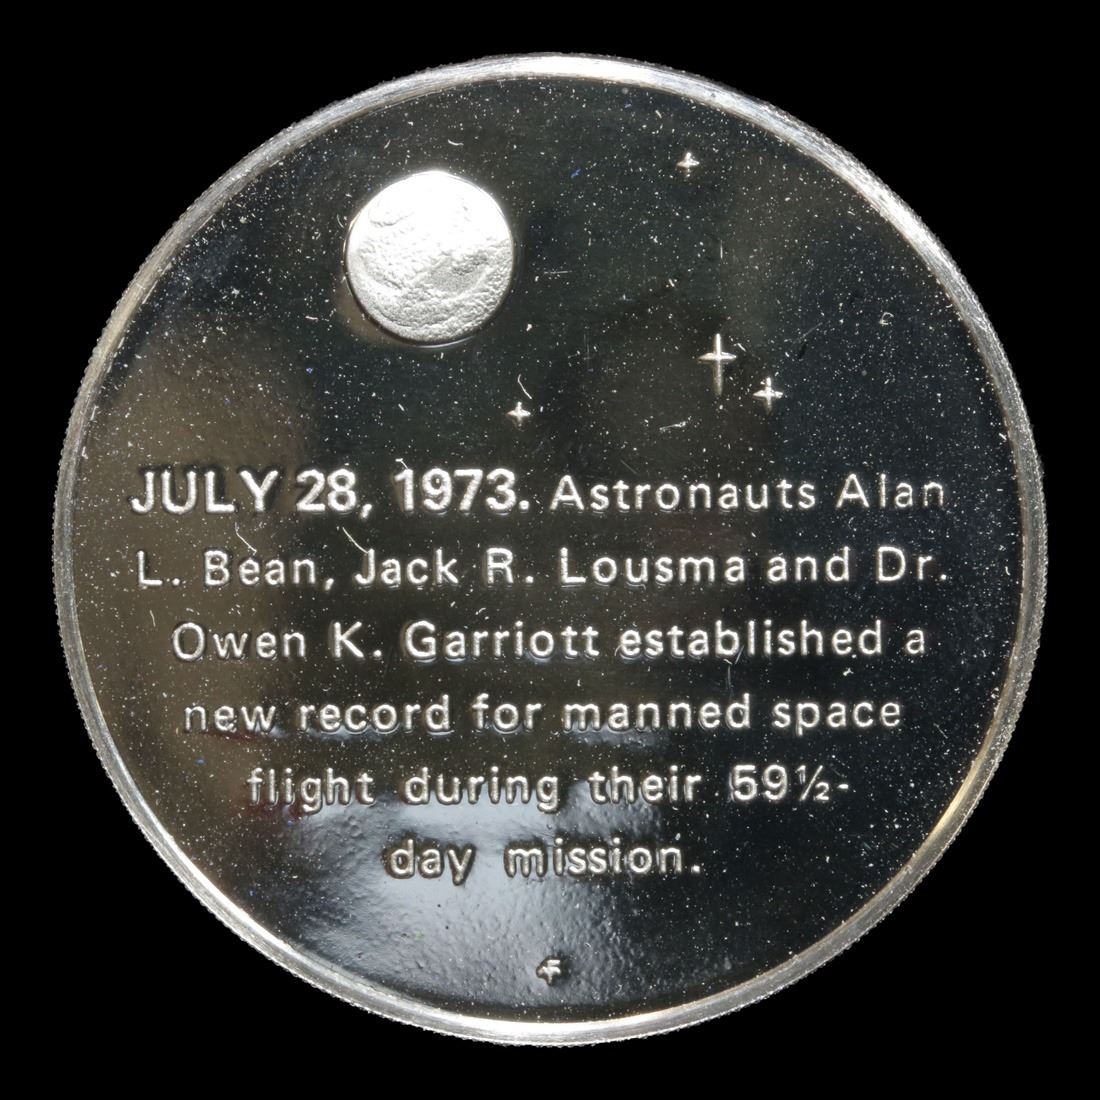 JULY 28, 1973. Astronauts Alan
L. Bean, Jack R. Lousma and Dr.
Owen K. Garriott established a
new record for manned space
flight during their 59½-
day mission.